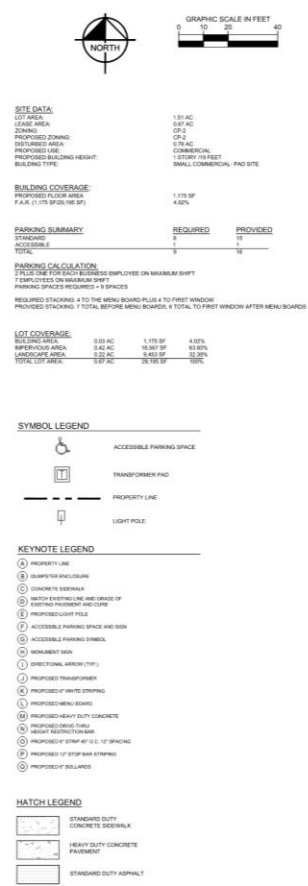 GRAPHIC SCALE IN FEET
0 10 20 40
NORTH
SITE DATA:
LOT AREA: 1.51 AC
LEASE AREA: 0.67 AC
ZONING: CP-2
PROPOSED ZONING: CP-2
DISTURBED AREA: 0.76 AC
PROPOSED USE: COMMERCIAL
PROPOSED BUILDING HEIGHT: 1 STORY /19 FEET
BUILDING TYPE: SMALL COMMERCIAL- PAD SITE
BUILDING COVERAGE:
PROPOSED FLOOR AREA 1,175 SF
F.A.R. (1,175 SF/29,195 SF) 4.02%
PARKING SUMMARY REQUIRED PROVIDED
STANDARD 8 15
ACCESSIBLE 1 1
TOTAL 9 16
PARKING CALCULATION:
2 PLUS ONE FOR EACH BUSINESS EMPLOYEE ON MAXIMUM SHIFT
7 EMPLOYEES ON MAXIMUM SHIFT
PARKING SPACES REQUIRED = 9 SPACES
REQUIRED STACKING: 4 TO THE MENU BOARD PLUS 4 TO FIRST WINDOW
PROVIDED STACKING: 7 TOTAL BEFORE MENU BOARDS, 6 TOTAL TO FIRST WINDOW AFTER MENU BOARDS
LOT COVERAGE:
BUILDING AREA: 0.03 AC 1,175 SF 4.02%
IMPERVIOUS AREA: 0.42 AC 18,567 SF 63.60%
LANDSCAPE AREA: 0.22 AC 9,453 SF 32.38%
TOTAL LOT AREA: 0.67 AC 29,195 SF 100%
SYMBOL LEGEND
ACCESSIBLE PARKING SPACE
T TRANSFORMER PAD
PROPERTY LINE
LIGHT POLE
KEYNOTE LEGEND
A PROPERTY LINE
B DUMPSTER ENCLOSURE
C CONCRETE SIDEWALK
D MATCH EXISTING LINE AND GRADE OF
EXISTING PAVEMENT AND CURB
E PROPOSED LIGHT POLE
F ACCESSIBLE PARKING SPACE AND SIGN
G ACCESSIBLE PARKING SYMBOL
H MONUMENT SIGN
I DIRECTIONAL ARROW (TYP.)
J PROPOSED TRANSFORMER
K PROPOSED 6" WHITE STRIPING
L PROPOSED MENU BOARD
M PROPOSED HEAVY DUTY CONCRETE
N PROPOSED DRIVE-THRU
HEIGHT RESTRICTION BAR
O PROPOSED 6" STRIP 45° O.C. 12" SPACING
P PROPOSED 12" STOP BAR STRIPING
Q PROPOSED 6" BOLLARDS
HATCH LEGEND
STANDARD DUTY
CONCRETE SIDEWALK
HEAVY DUTY CONCRETE
PAVEMENT
STANDARD DUTY ASPHALT